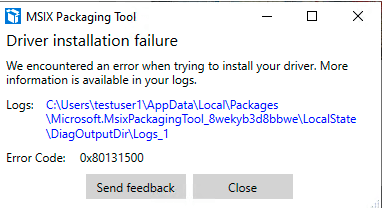 MSIX Packaging Tool
Driver installation failure
We encountered an error when trying to install your driver. More
information is available in your logs.
Logs: C:\Users\testuser1\AppData\Local\Packages
\Microsoft.MsixPackagingTool_8wekyb3d8bbwe\LocalState
\DiagOutputDir\Logs_1
Error Code: 0x80131500
Send feedback Close